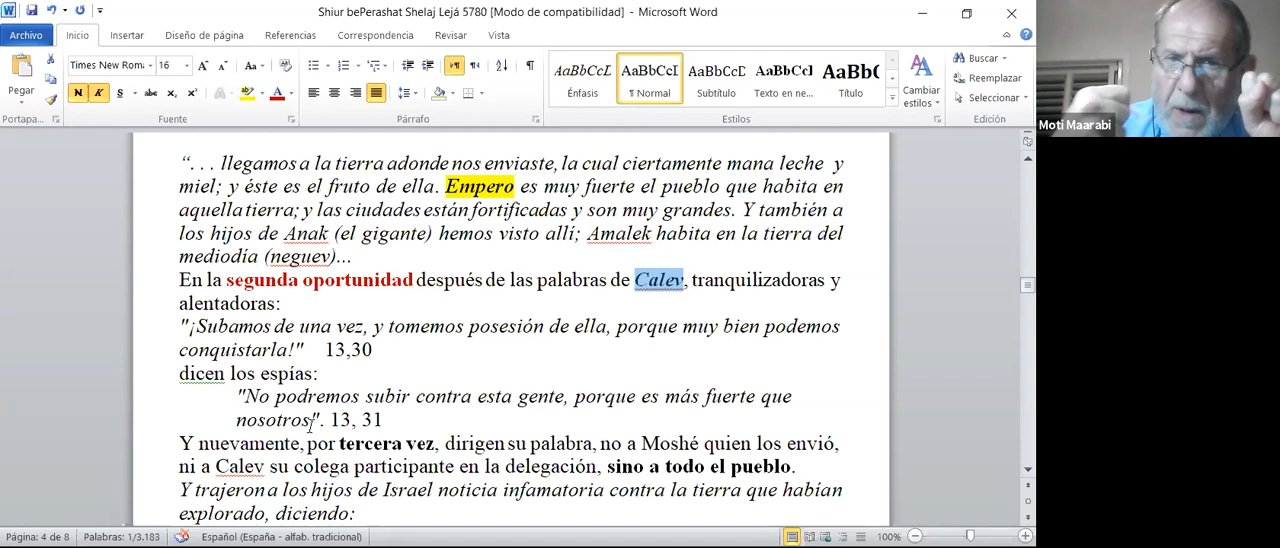 Shiur bePerashat Shelaj Lejá 5780 [Modo de compatibilidad] - Microsoft Word
Archivo Inicio Insertar Diseño de página Referencias Correspondencia Revisar Vista
Pegar
Portapa...
Times New Rom 16
N K S abc x₂ x² A
Fuente
Párrafo
AaBbCcL AaBbCcI AaBbCcl AaBbCcI AaBb(
Énfasis ¶ Normal Subtítulo Texto en ne... Título
Estilos
Cambiar estilos
Buscar
Reemplazar
Seleccionar
Edición
Moti Maarabi
“. . . llegamos a la tierra adonde nos enviaste, la cual ciertamente mana leche y
miel; y éste es el fruto de ella. Empero es muy fuerte el pueblo que habita en
aquella tierra; y las ciudades están fortificadas y son muy grandes. Y también a
los hijos de Anak (el gigante) hemos visto allí; Amalek habita en la tierra del
mediodía (neguev)...
En la segunda oportunidad después de las palabras de Calev, tranquilizadoras y
alentadoras:
"¡Subamos de una vez, y tomemos posesión de ella, porque muy bien podemos
conquistarla!" 13,30
dicen los espías:
"No podremos subir contra esta gente, porque es más fuerte que
nosotros". 13, 31
Y nuevamente, por tercera vez, dirigen su palabra, no a Moshé quien los envió,
ni a Calev su colega participante en la delegación, sino a todo el pueblo.
Y trajeron a los hijos de Israel noticia infamatoria contra la tierra que habían
explorado, diciendo:
Página: 4 de 8 Palabras: 1/3.183 Español (España - alfab. tradicional) 100%